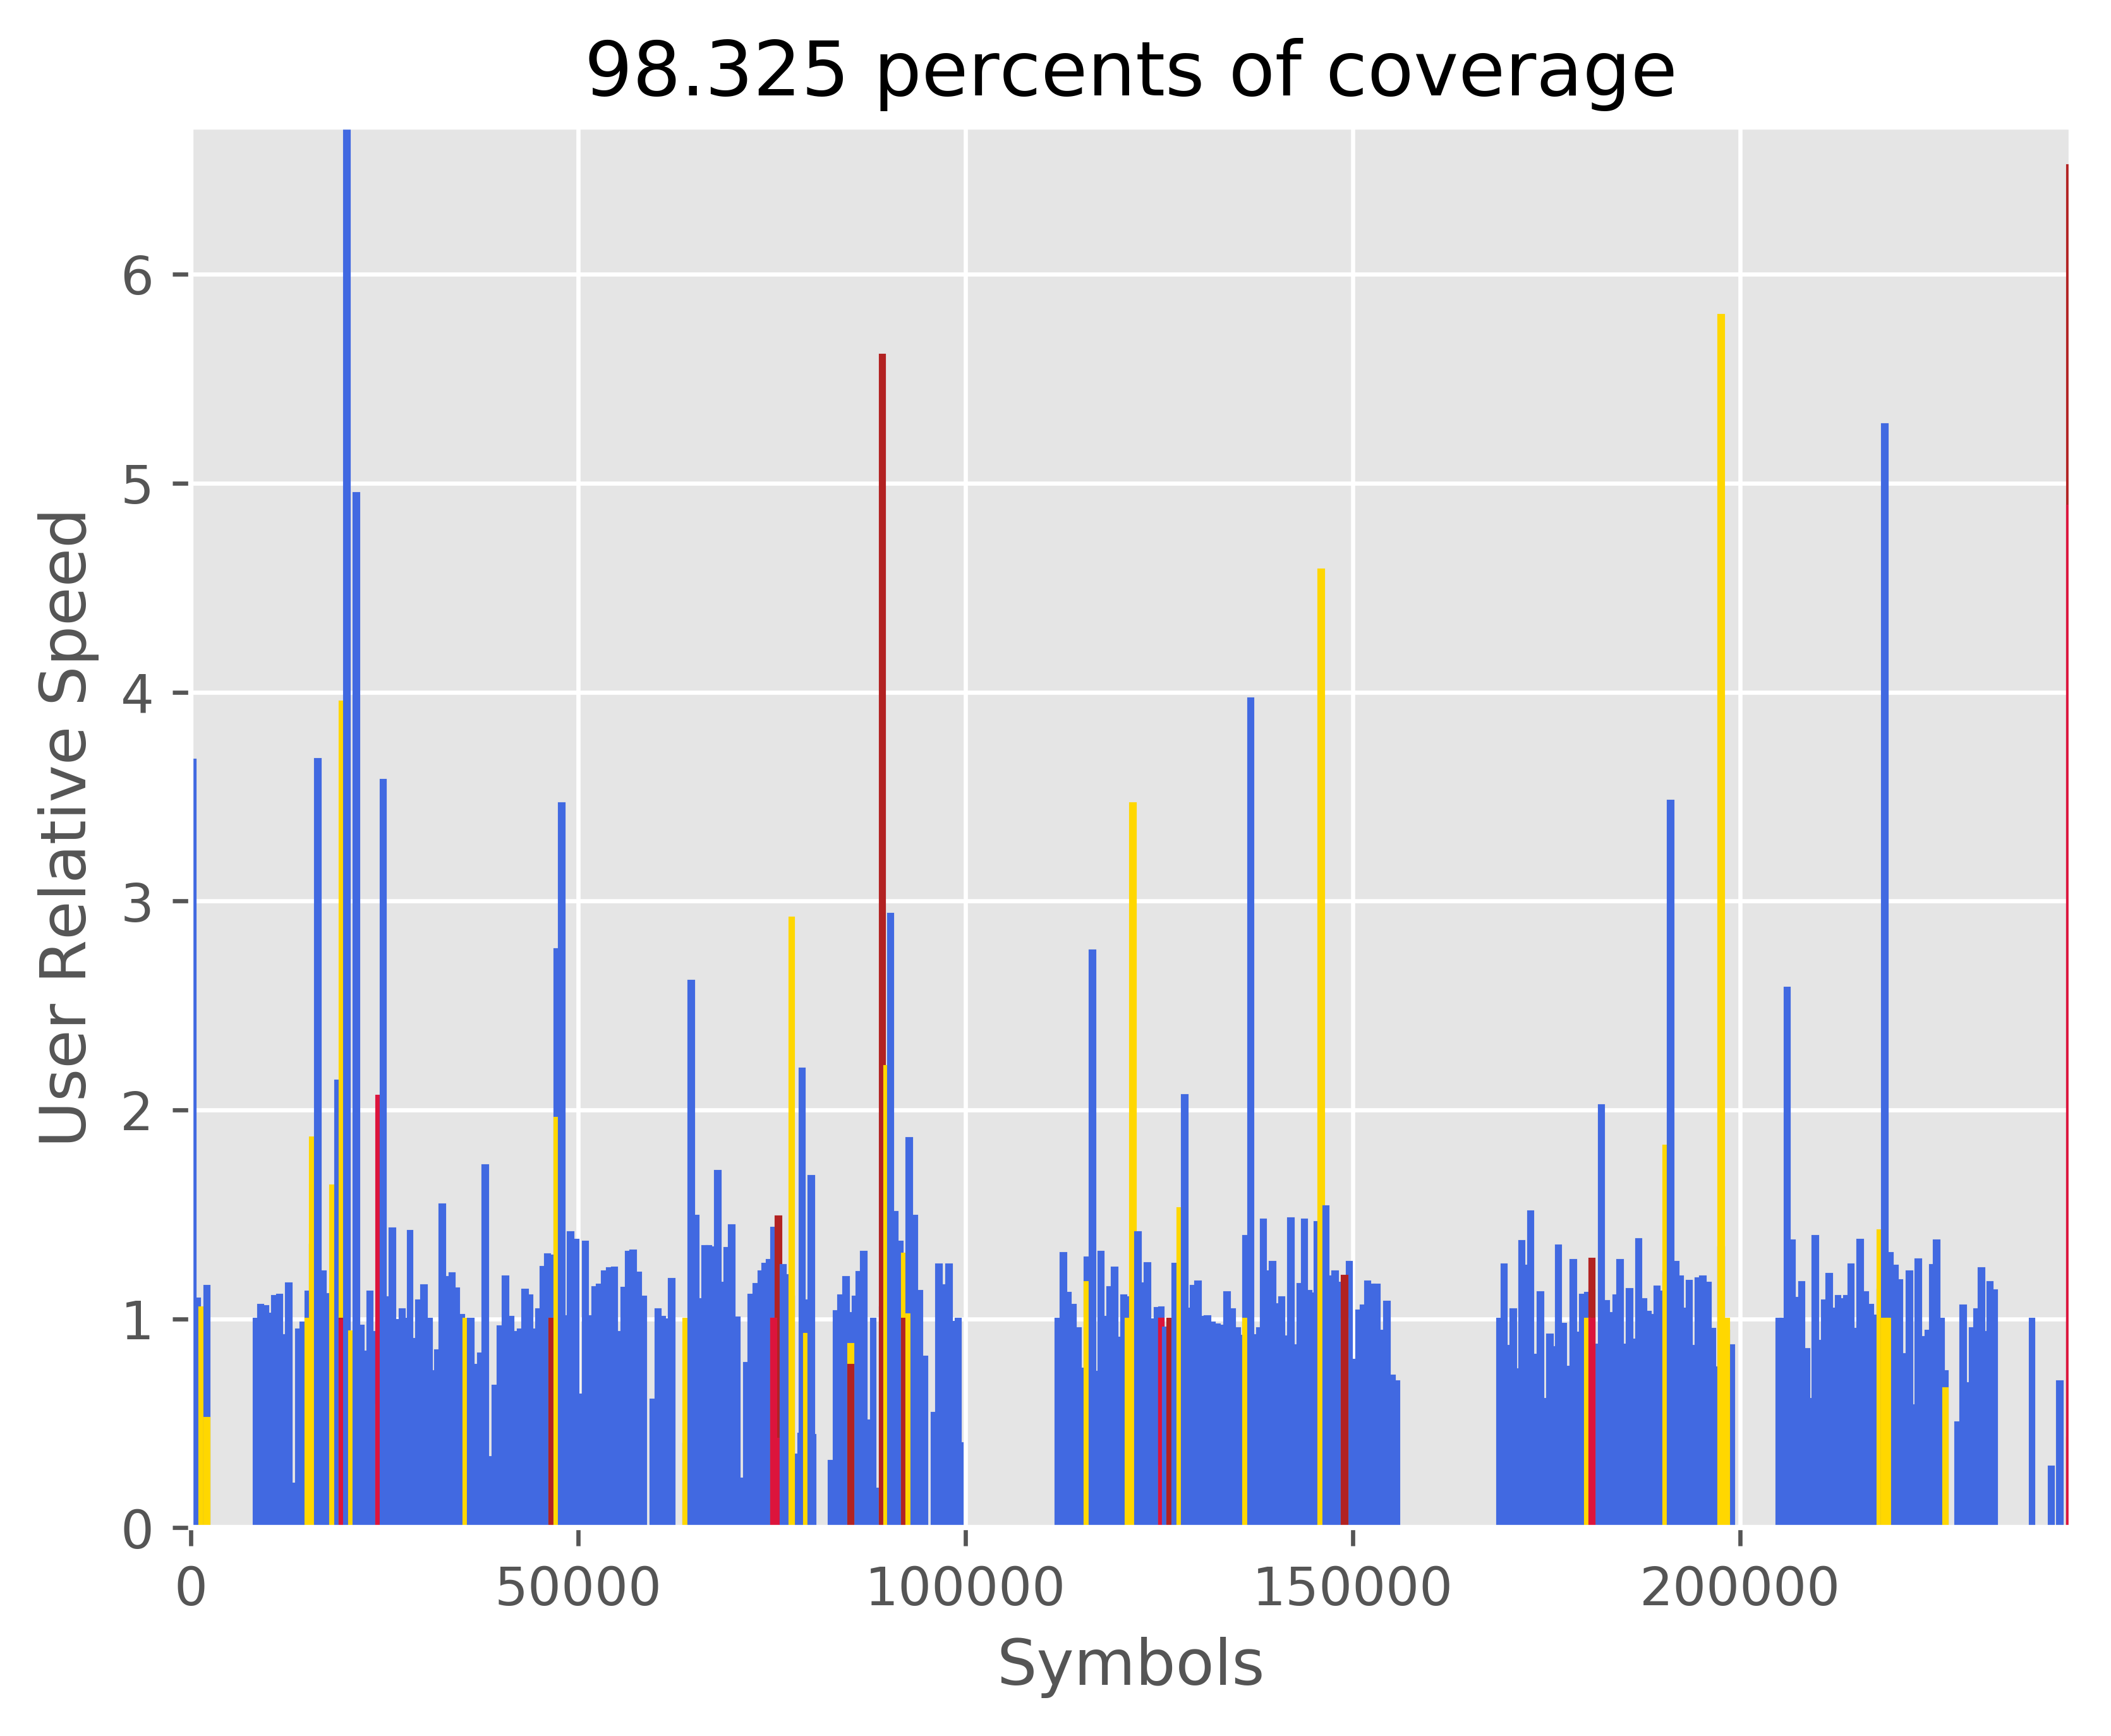 98.325 percents of coverage
User Relative Speed
6
5
4
3
2
1
0
0 50000 100000 150000 200000
Symbols